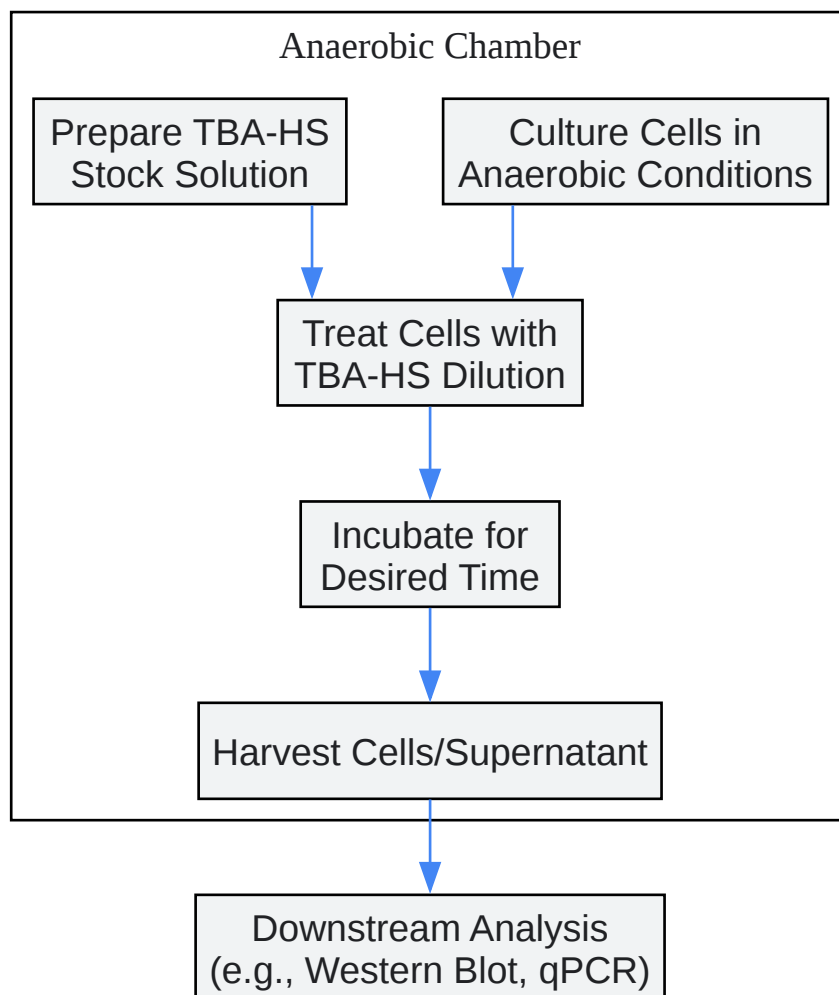 Anaerobic Chamber
Prepare TBA-HS
Stock Solution
Culture Cells in
Anaerobic Conditions
Treat Cells with
TBA-HS Dilution
Incubate for
Desired Time
Harvest Cells/Supernatant
Downstream Analysis
(e.g., Western Blot, qPCR)